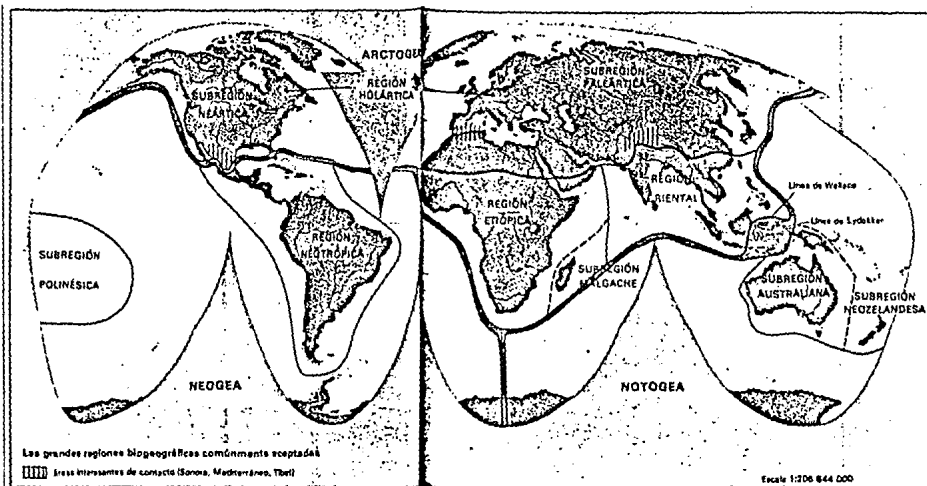 ARCTOGEA
REGIÓN
HOLÁRTICA
SUBREGIÓN
NEÁRTICA
SUBREGIÓN
PALEÁRTICA
REGIÓN
ORIENTAL
Línea de Wallace
Línea de Lydekker
REGIÓN
ETIÓPICA
REGIÓN
NEOTRÓPICA
SUBREGIÓN
POLINÉSICA
SUBREGIÓN
MALGACHE
SUBREGIÓN
AUSTRALIANA
SUBREGIÓN
NEOZELANDESA
NEOGEA
NOTOGEA
Las grandes regiones biogeográficas comúnmente aceptadas
áreas interesantes de contacto (Sonora, Mediterráneo, Tibet)
Escala 1:206 644 000